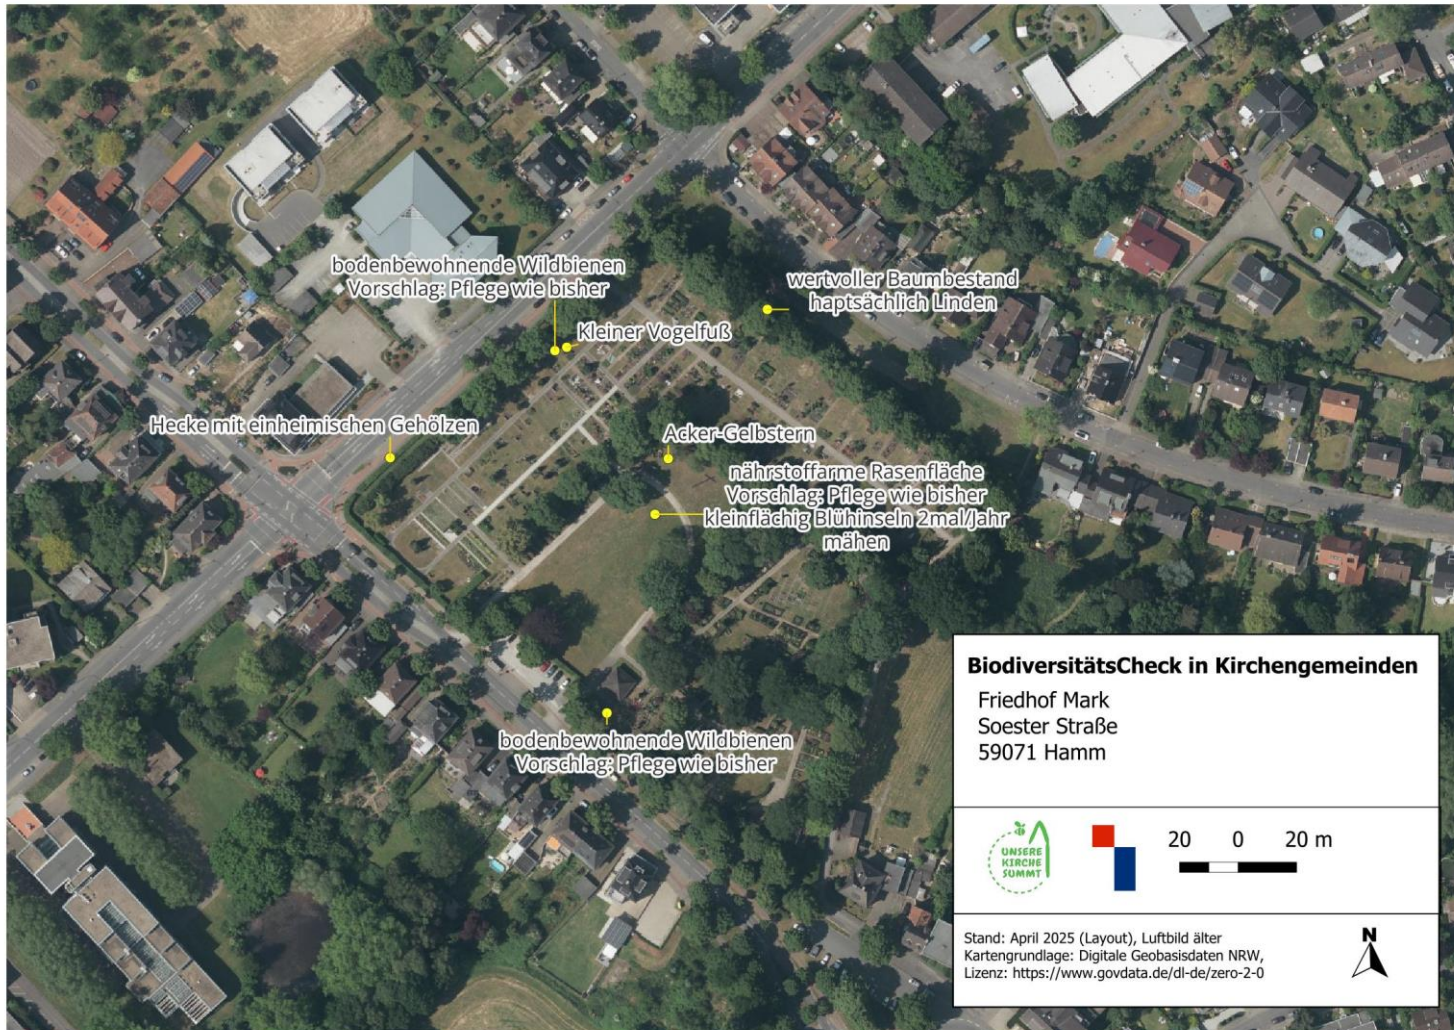 bodenbewohnende Wildbienen
Vorschlag: Pflege wie bisher
wertvoller Baumbestand
haptsächlich Linden
Kleiner Vogelfuß
Hecke mit einheimischen Gehölzen
Acker-Gelbstern
nährstoffarme Rasenfläche
Vorschlag: Pflege wie bisher
kleinflächig Blühinseln 2mal/Jahr
mähen
bodenbewohnende Wildbienen
Vorschlag: Pflege wie bisher
BiodiversitätsCheck in Kirchengemeinden
Friedhof Mark
Soester Straße
59071 Hamm
UNSERE
KIRCHE
SUMMT
20 0 20 m
Stand: April 2025 (Layout), Luftbild älter
Kartengrundlage: Digitale Geobasisdaten NRW,
Lizenz: https://www.govdata.de/dl-de/zero-2-0
N